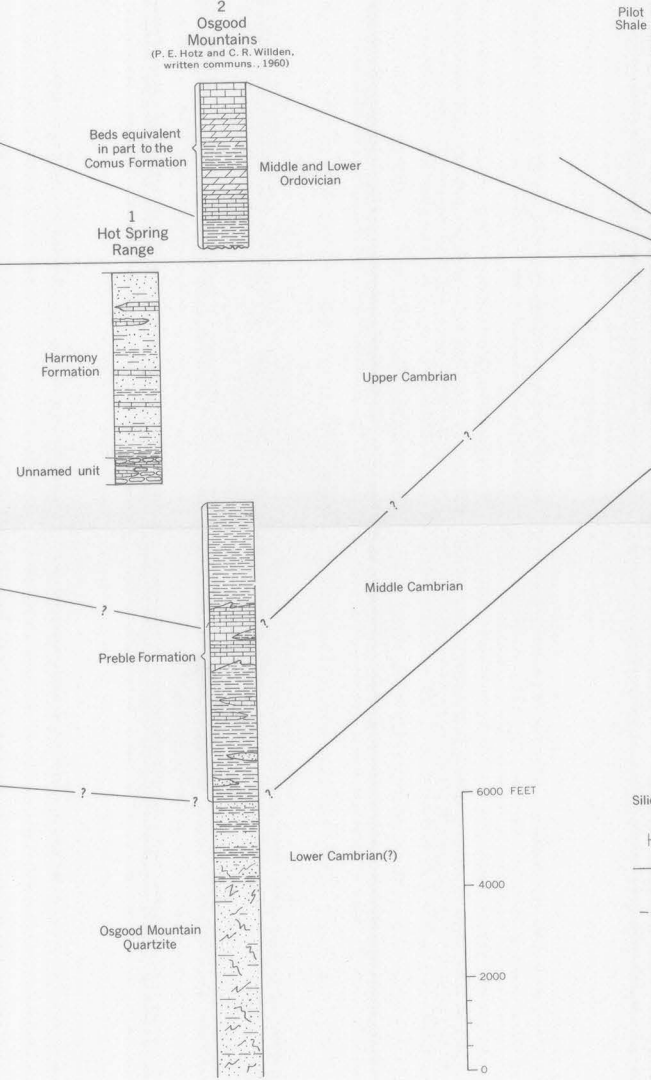 2
Osgood
Mountains
(P. E. Hotz and C. R. Willden,
written communs., 1960)
Pilot
Shale
Beds equivalent
in part to the
Comus Formation
Middle and Lower
Ordovician
1
Hot Spring
Range
Harmony
Formation
Upper Cambrian
Unnamed unit
?
?
Middle Cambrian
?
?
Preble Formation
?
?
?
6000 FEET
Lower Cambrian(?)
4000
Osgood Mountain
Quartzite
2000
0